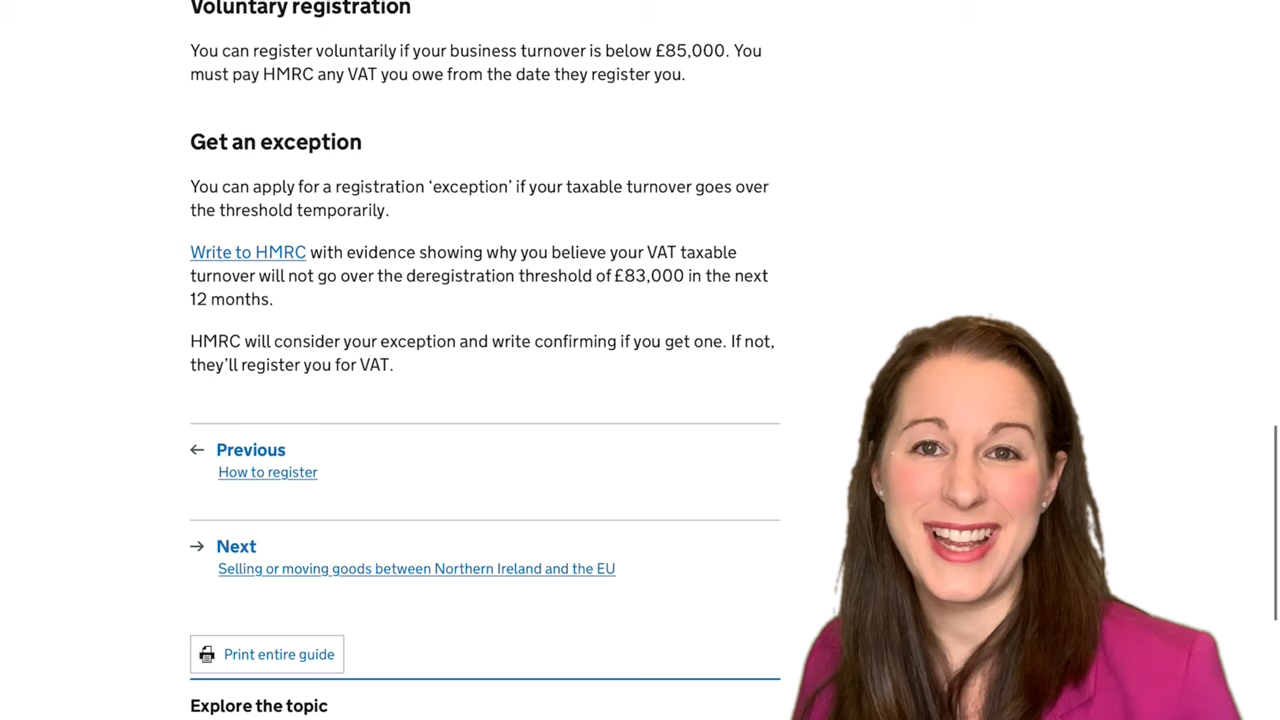 Voluntary registration
You can register voluntarily if your business turnover is below £85,000. You
must pay HMRC any VAT you owe from the date they register you.
Get an exception
You can apply for a registration ‘exception’ if your taxable turnover goes over
the threshold temporarily.
Write to HMRC with evidence showing why you believe your VAT taxable
turnover will not go over the deregistration threshold of £83,000 in the next
12 months.
HMRC will consider your exception and write confirming if you get one. If not,
they’ll register you for VAT.
Previous
How to register
Next
Selling or moving goods between Northern Ireland and the EU
Print entire guide
Explore the topic